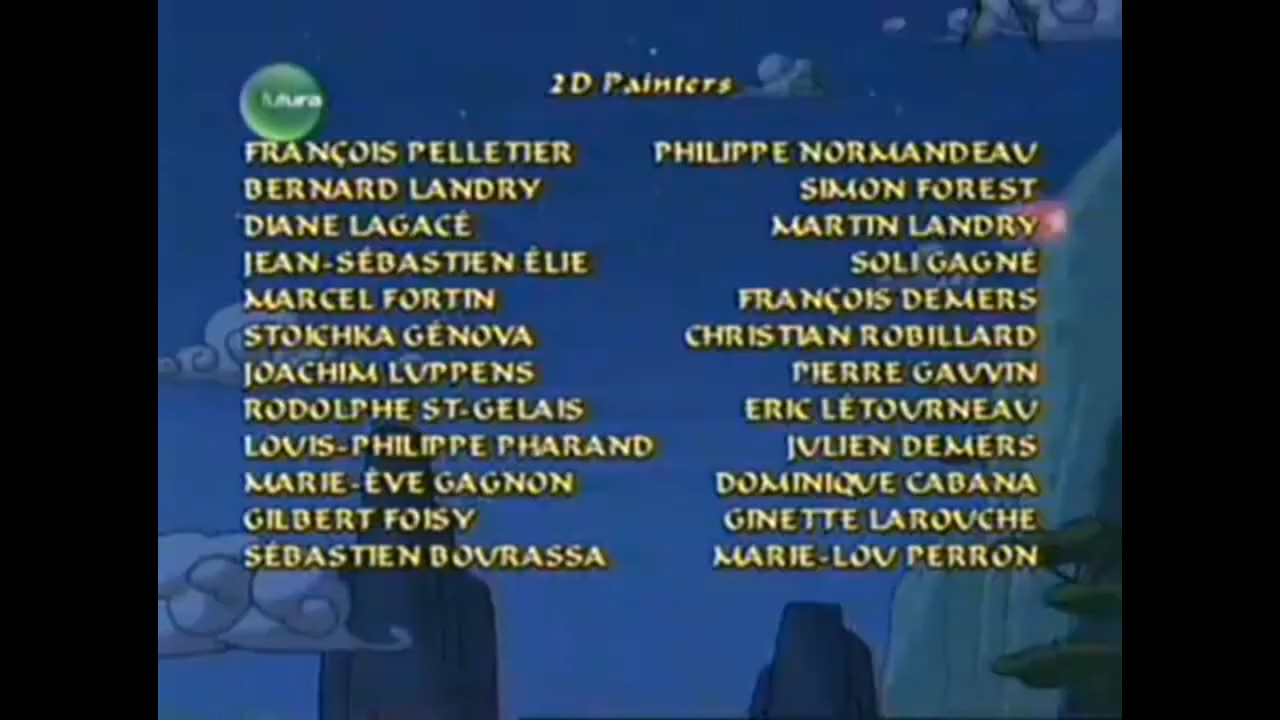 2D Painters
futura
FRANÇOIS PELLETIER PHILIPPE NORMANDEAU
BERNARD LANDRY SIMON FOREST
DIANE LAGACÉ MARTIN LANDRY
JEAN-SÉBASTIEN ÉLIE SOLI GAGNÉ
MARCEL FORTIN FRANÇOIS DEMERS
STOICHKA GÉNOVA CHRISTIAN ROBILLARD
JOACHIM LUPPENS PIERRE GAUVIN
RODOLPHE ST-GELAIS ERIC LÉTOURNEAU
LOUIS-PHILIPPE PHARAND JULIEN DEMERS
MARIE-ÈVE GAGNON DOMINIQUE CABANA
GILBERT FOISY GINETTE LAROUCHE
SÉBASTIEN BOURASSA MARIE-LOU PERRON